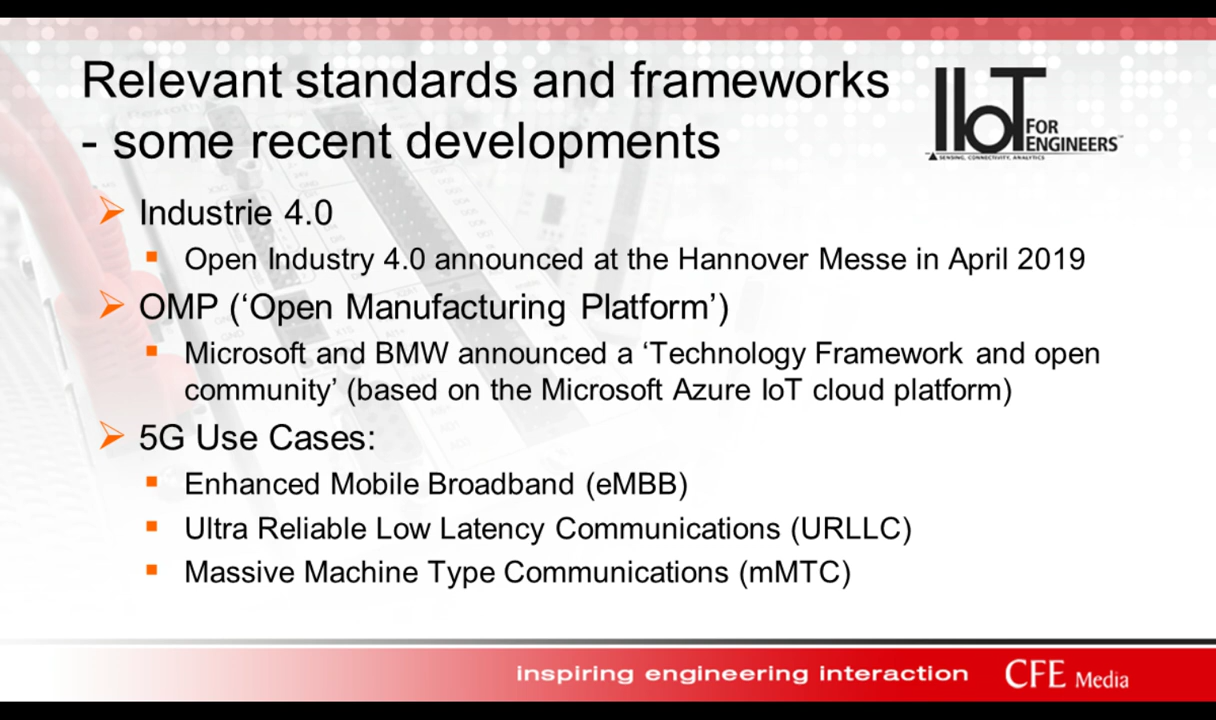 Relevant standards and frameworks
- some recent developments
IIoT FOR ENGINEERS™
SENSING, CONNECTIVITY, ANALYTICS
Industrie 4.0
Open Industry 4.0 announced at the Hannover Messe in April 2019
OMP (‘Open Manufacturing Platform’)
Microsoft and BMW announced a ‘Technology Framework and open
community’ (based on the Microsoft Azure IoT cloud platform)
5G Use Cases:
Enhanced Mobile Broadband (eMBB)
Ultra Reliable Low Latency Communications (URLLC)
Massive Machine Type Communications (mMTC)
inspiring engineering interaction
CFE Media